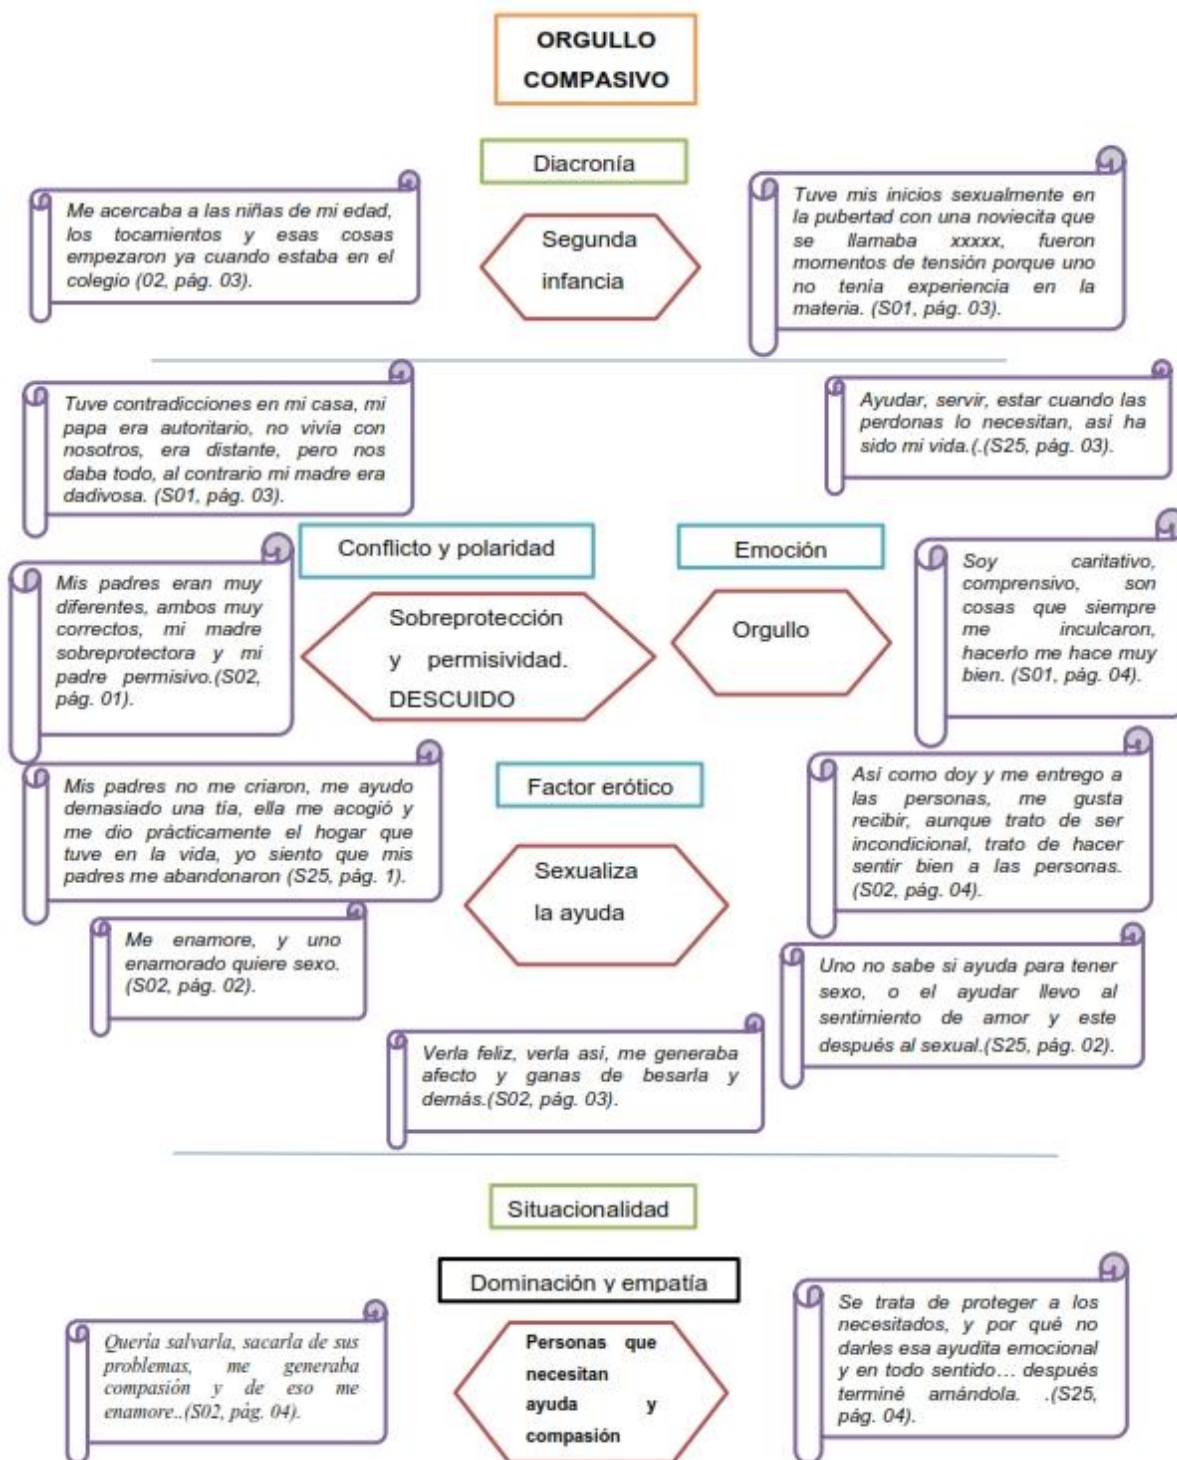 ORGULLO
COMPASIVO
Diacronía
Me acercaba a las niñas de mi edad,
los tocamientos y esas cosas
empezaron ya cuando estaba en el
colegio (02, pág. 03).
Segunda
infancia
Tuve mis inicios sexualmente en
la pubertad con una noviecita que
se llamaba xxxxx, fueron
momentos de tensión porque uno
no tenía experiencia en la
materia. (S01, pág. 03).
Tuve contradicciones en mi casa, mi
papa era autoritario, no vivía con
nosotros, era distante, pero nos
daba todo, al contrario mi madre era
dadivosa. (S01, pág. 03).
Ayudar, servir, estar cuando las
perdonas lo necesitan, así ha
sido mi vida.(.(S25, pág. 03).
Conflicto y polaridad
Emoción
Mis padres eran muy
diferentes, ambos muy
correctos, mi madre
sobreprotectora y mi
padre permisivo.(S02,
pág. 01).
Sobreprotección
y permisividad.
DESCUIDO
Orgullo
Soy caritativo,
comprensivo, son
cosas que siempre
me inculcaron,
hacerlo me hace muy
bien. (S01, pág. 04).
Mis padres no me criaron, me ayudo
demasiado una tía, ella me acogió y
me dio prácticamente el hogar que
tuve en la vida, yo siento que mis
padres me abandonaron (S25, pág. 1).
Factor erótico
Así como doy y me entrego a
las personas, me gusta
recibir, aunque trato de ser
incondicional, trato de hacer
sentir bien a las personas.
(S02, pág. 04).
Sexualiza
la ayuda
Me enamore, y uno
enamorado quiere sexo.
(S02, pág. 02).
Uno no sabe si ayuda para tener
sexo, o el ayudar llevo al
sentimiento de amor y este
después al sexual.(S25, pág. 02).
Verla feliz, verla así, me generaba
afecto y ganas de besarla y
demás.(S02, pág. 03).
Situacionalidad
Dominación y empatía
Quería salvarla, sacarla de sus
problemas, me generaba
compasión y de eso me
enamore..(S02, pág. 04).
Personas que
necesitan
ayuda y
compasión
Se trata de proteger a los
necesitados, y por qué no
darles esa ayudita emocional
y en todo sentido… después
terminé amándola. .(S25,
pág. 04).